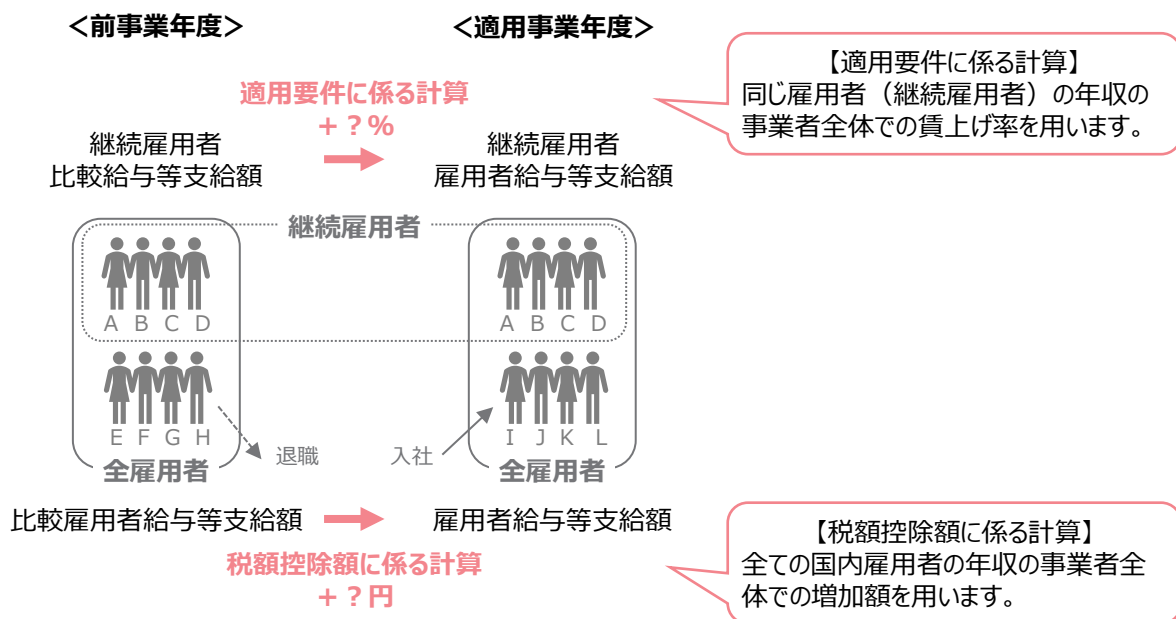 ＜前事業年度＞
＜適用事業年度＞
適用要件に係る計算
＋？％
継続雇用者
比較給与等支給額
継続雇用者
雇用者給与等支給額
【適用要件に係る計算】
同じ雇用者（継続雇用者）の年収の
事業者全体での賃上げ率を用います。
継続雇用者
A B C D
A B C D
E F G H
I J K L
退職
入社
全雇用者
全雇用者
比較雇用者給与等支給額
雇用者給与等支給額
税額控除額に係る計算
＋？円
【税額控除額に係る計算】
全ての国内雇用者の年収の事業者全
体での増加額を用います。